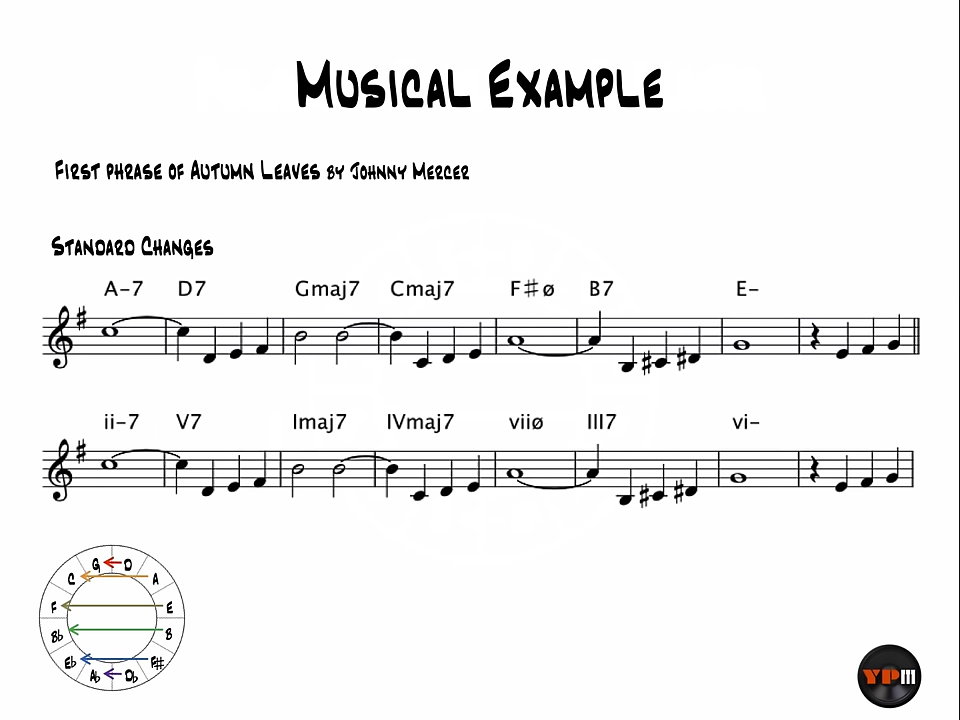 Musical Example
First phrase of Autumn Leaves by Johnny Mercer
Standard Changes
A-7 D7 Gmaj7 Cmaj7 F♯ø B7 E-
ii-7 V7 Imaj7 IVmaj7 viiø III7 vi-
G D
C A
F E
Bb B
Eb F#
Ab Db
YPM